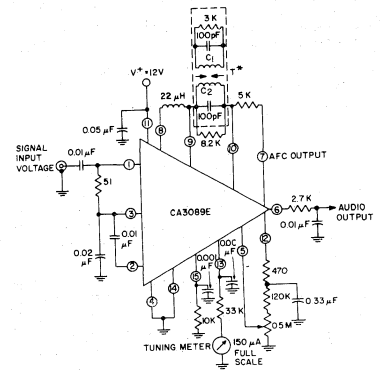 3K
100pF
C1
T*
C2
100pF
V+ = 12V
22 μH
5 K
8.2K
0.05 μF
11
8
9
10
7
AFC OUTPUT
SIGNAL
INPUT
VOLTAGE
0.01 μF
1
51
3
CA3089E
6
2.7 K
AUDIO
OUTPUT
0.01 μF
0.01
μF
0.02
μF
2
4
14
15
0.001
μF
13
μF
5
12
470
120K
0.33 μF
0.5M
10K
33K
TUNING METER
150 μA
FULL
SCALE